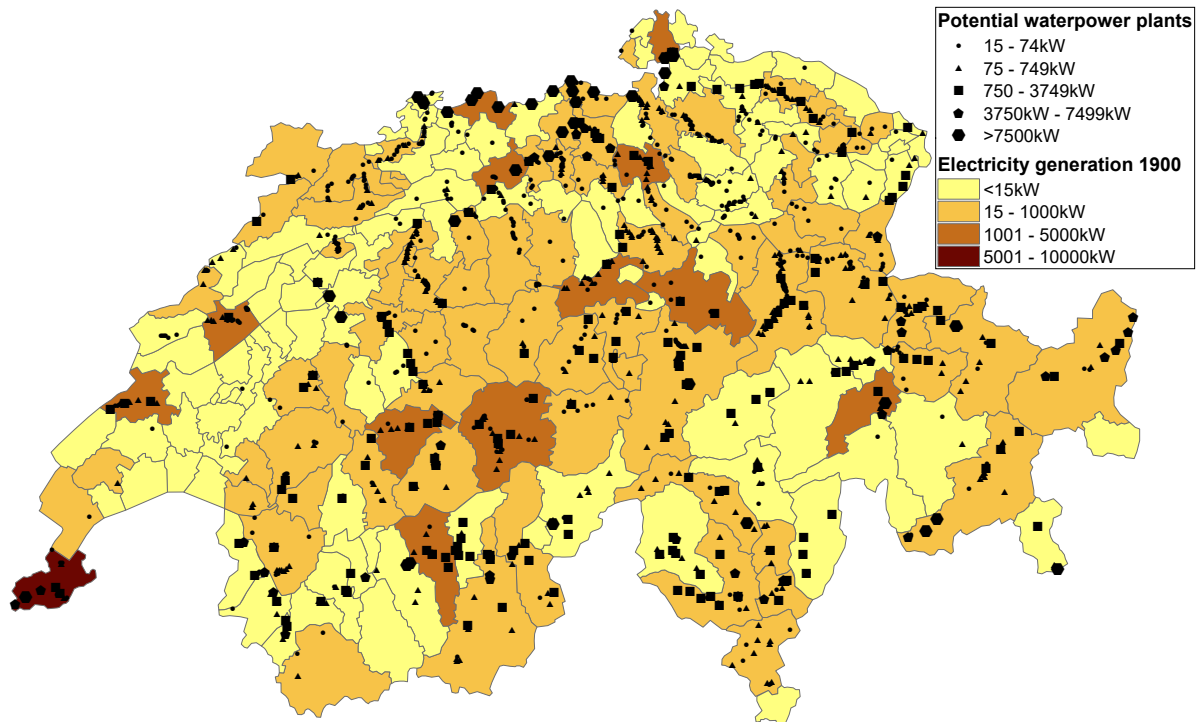 Potential waterpower plants
15 - 74kW
75 - 749kW
750 - 3749kW
3750kW - 7499kW
>7500kW
Electricity generation 1900
<15kW
15 - 1000kW
1001 - 5000kW
5001 - 10000kW